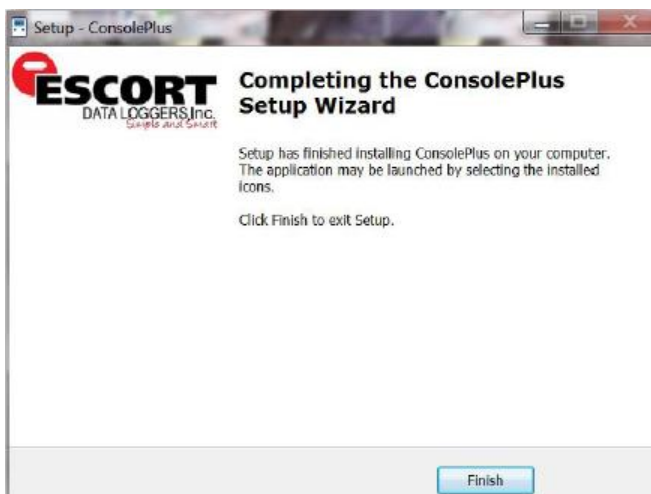 Setup - ConsolePlus
ESCORT
DATA LOGGERS,Inc.
Simple and Smart
Completing the ConsolePlus
Setup Wizard
Setup has finished installing ConsolePlus on your computer.
The application may be launched by selecting the installed
icons.
Click Finish to exit Setup.
Finish